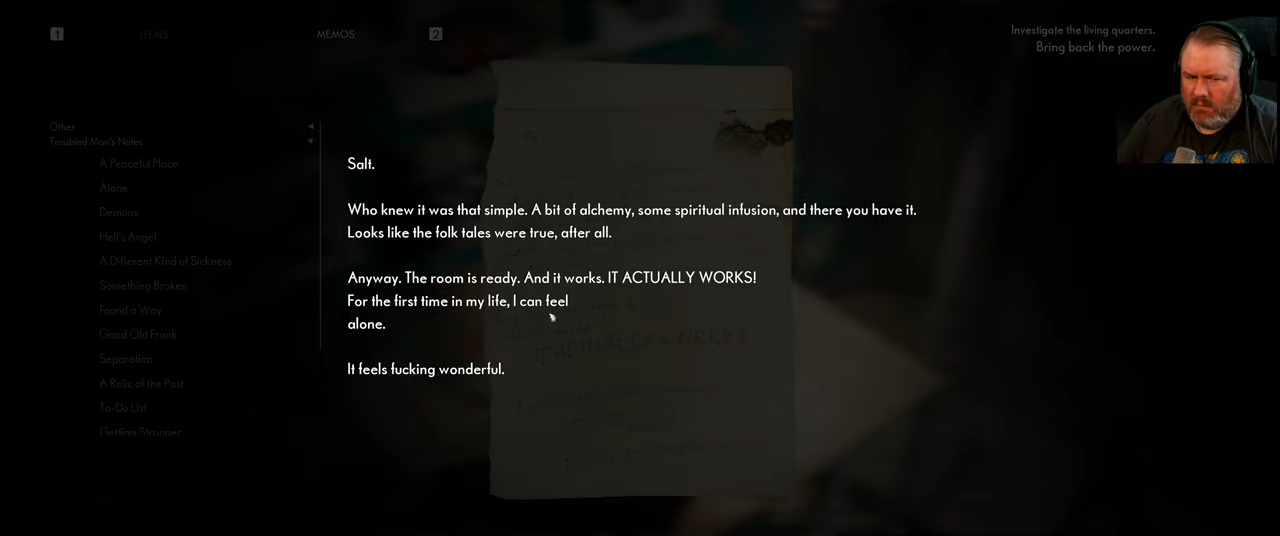 1
ITEMS
MEMOS
2
Investigate the living quarters.
Bring back the power.
Other
Troubled Man's Notes
A Peaceful Place
Alone
Demons
Hell's Angel
A Different Kind of Sickness
Something Broken
Found a Way
Good Old Frank
Separation
A Relic of the Past
To-Do List
Getting Stronger
Salt.
Who knew it was that simple. A bit of alchemy, some spiritual infusion, and there you have it.
Looks like the folk tales were true, after all.
Anyway. The room is ready. And it works. IT ACTUALLY WORKS!
For the first time in my life, I can feel
alone.
It feels fucking wonderful.